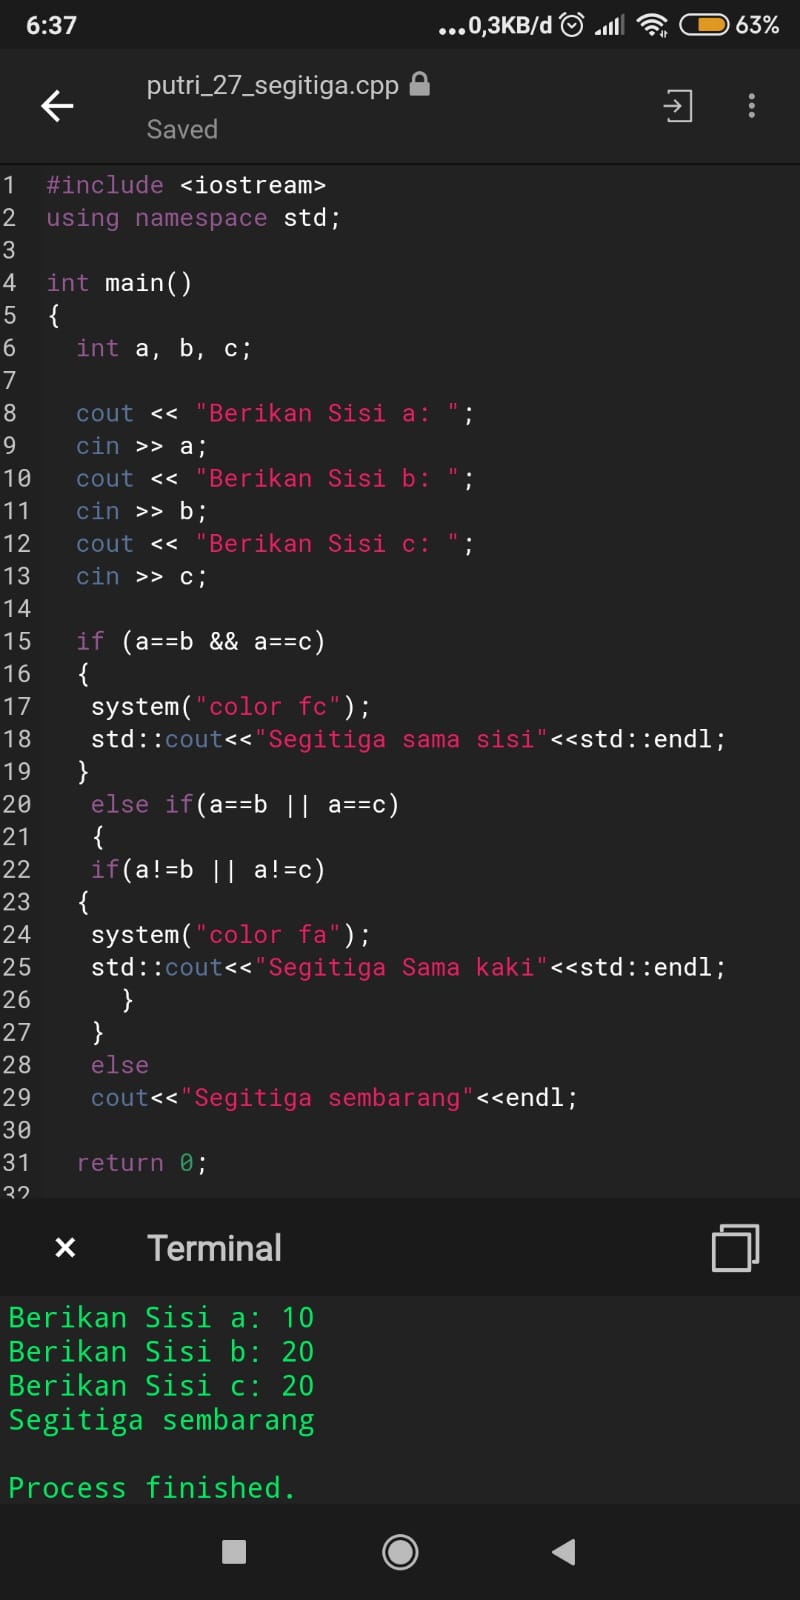 6:37
...0,3KB/d 63%
putri_27_segitiga.cpp
Saved
1 #include <iostream>
2 using namespace std;
3
4 int main()
5 {
6 int a, b, c;
7
8 cout << "Berikan Sisi a: ";
9 cin >> a;
10 cout << "Berikan Sisi b: ";
11 cin >> b;
12 cout << "Berikan Sisi c: ";
13 cin >> c;
14
15 if (a==b && a==c)
16 {
17 system("color fc");
18 std::cout<<"Segitiga sama sisi"<<std::endl;
19 }
20 else if(a==b || a==c)
21 {
22 if(a!=b || a!=c)
23 {
24 system("color fa");
25 std::cout<<"Segitiga Sama kaki"<<std::endl;
26 }
27 }
28 else
29 cout<<"Segitiga sembarang"<<endl;
30
31 return 0;
32
× Terminal
Berikan Sisi a: 10
Berikan Sisi b: 20
Berikan Sisi c: 20
Segitiga sembarang
Process finished.